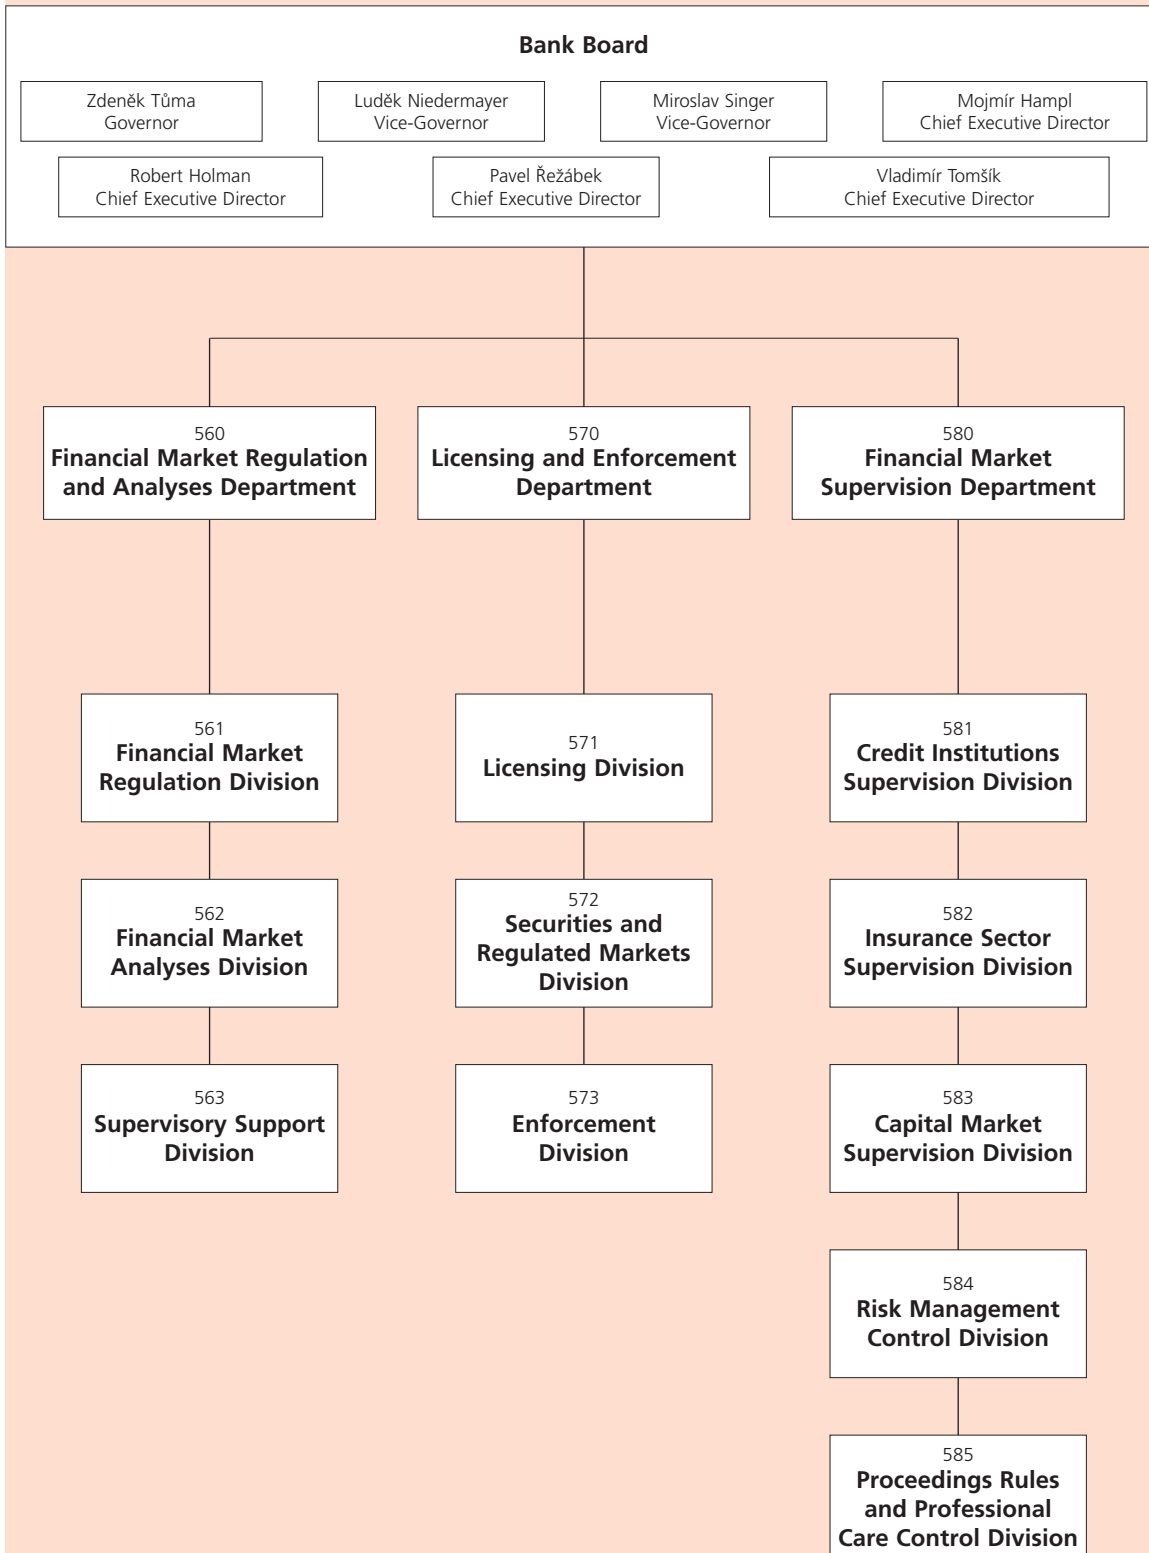 Bank Board
Zdeněk Tůma
Governor
Luděk Niedermayer
Vice-Governor
Miroslav Singer
Vice-Governor
Mojmír Hampl
Chief Executive Director
Robert Holman
Chief Executive Director
Pavel Řežábek
Chief Executive Director
Vladimír Tomšík
Chief Executive Director
560
Financial Market Regulation
and Analyses Department
570
Licensing and Enforcement
Department
580
Financial Market
Supervision Department
561
Financial Market
Regulation Division
571
Licensing Division
581
Credit Institutions
Supervision Division
562
Financial Market
Analyses Division
572
Securities and
Regulated Markets
Division
582
Insurance Sector
Supervision Division
563
Supervisory Support
Division
573
Enforcement
Division
583
Capital Market
Supervision Division
584
Risk Management
Control Division
585
Proceedings Rules
and Professional
Care Control Division